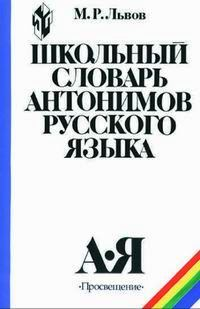 М.Р.Львов
ШКОЛЬНЫЙ
СЛОВАРЬ
АНТОНИМОВ
РУССКОГО
ЯЗЫКА
А•Я
•Просвещение•